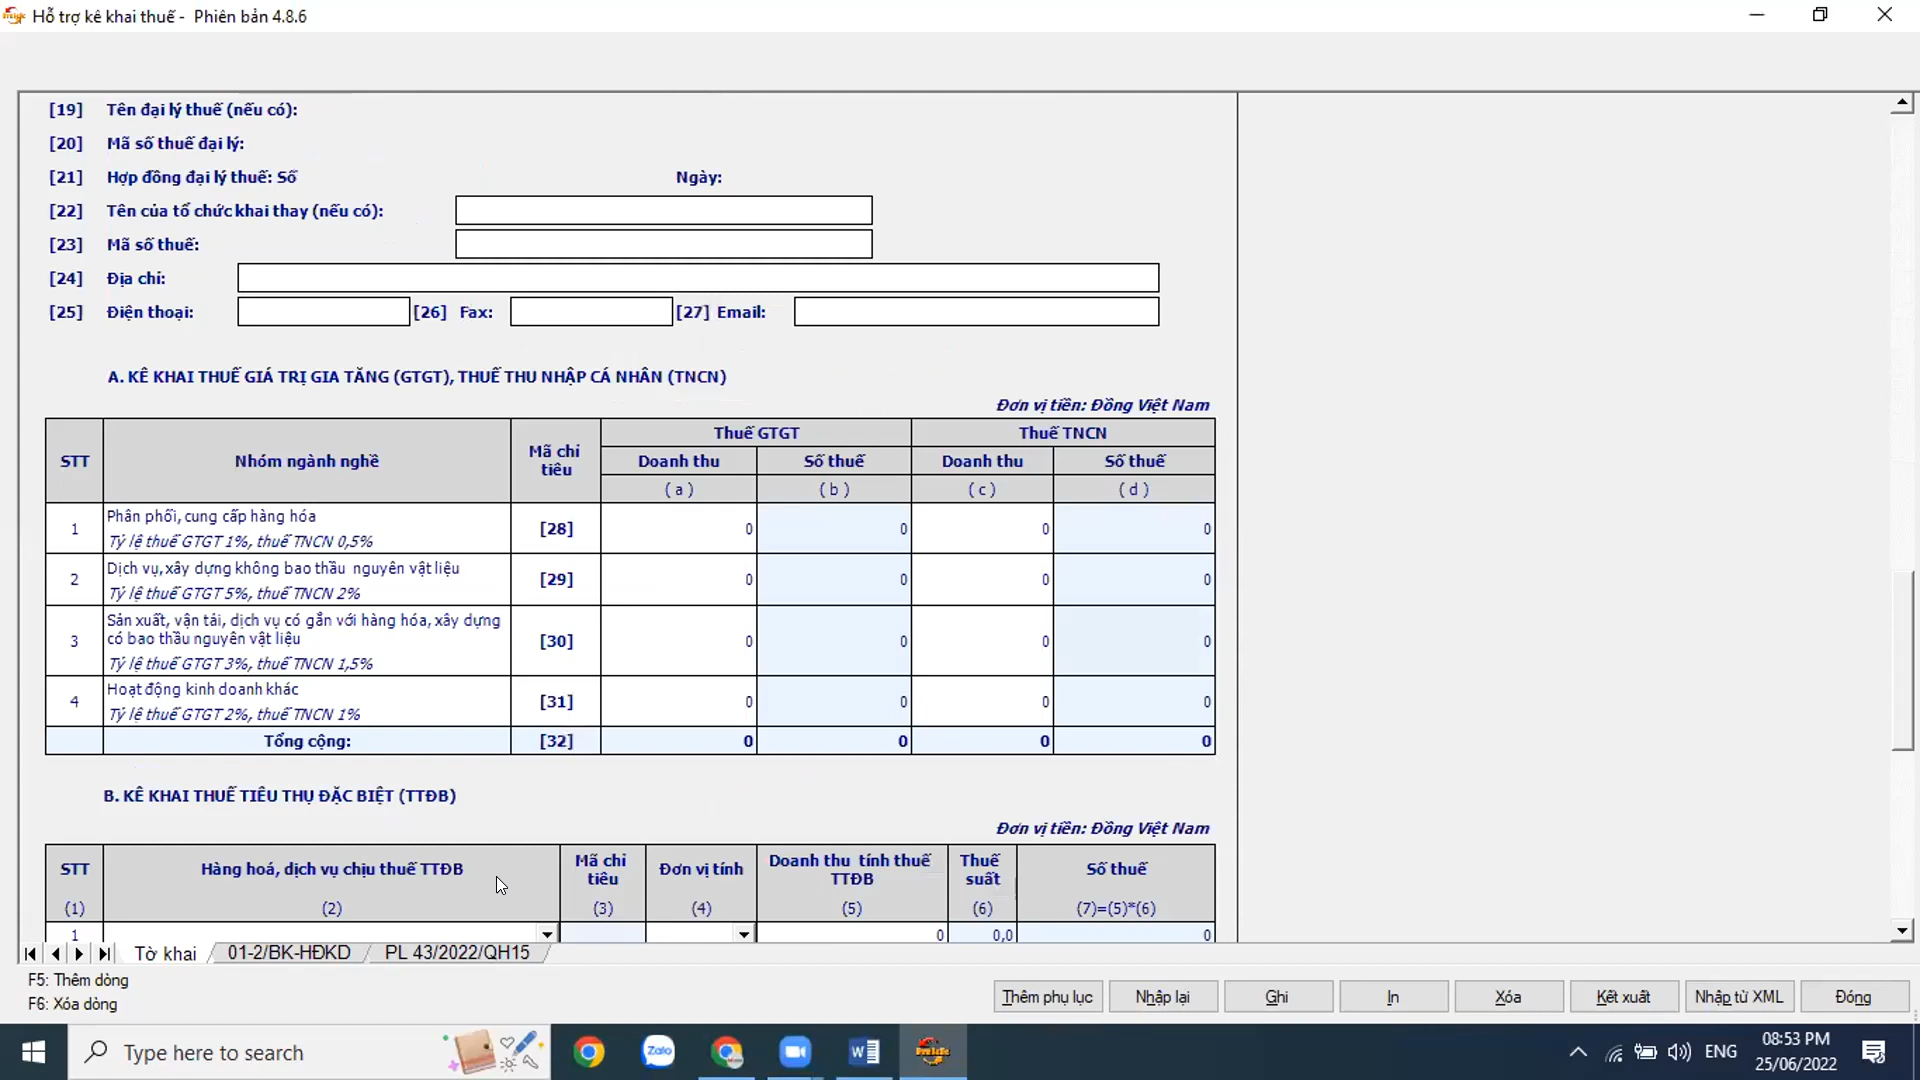 Hỗ trợ kê khai thuế - Phiên bản 4.8.6
[19] Tên đại lý thuế (nếu có):
[20] Mã số thuế đại lý:
[21] Hợp đồng đại lý thuế: Số Ngày:
[22] Tên của tổ chức khai thay (nếu có):
[23] Mã số thuế:
[24] Địa chỉ:
[25] Điện thoại: [26] Fax: [27] Email:
A. KÊ KHAI THUẾ GIÁ TRỊ GIA TĂNG (GTGT), THUẾ THU NHẬP CÁ NHÂN (TNCN)
Đơn vị tiền: Đồng Việt Nam
STT Nhóm ngành nghề Mã chỉ tiêu Thuế GTGT Thuế TNCN
Doanh thu Số thuế Doanh thu Số thuế
( a ) ( b ) ( c ) ( d )
1 Phân phối, cung cấp hàng hóa [28] 0 0 0 0
Tỷ lệ thuế GTGT 1%, thuế TNCN 0,5%
2 Dịch vụ, xây dựng không bao thầu nguyên vật liệu [29] 0 0 0 0
Tỷ lệ thuế GTGT 5%, thuế TNCN 2%
3 Sản xuất, vận tải, dịch vụ có gắn với hàng hóa, xây dựng
có bao thầu nguyên vật liệu [30] 0 0 0 0
Tỷ lệ thuế GTGT 3%, thuế TNCN 1,5%
4 Hoạt động kinh doanh khác [31] 0 0 0 0
Tỷ lệ thuế GTGT 2%, thuế TNCN 1%
Tổng cộng: [32] 0 0 0 0
B. KÊ KHAI THUẾ TIÊU THỤ ĐẶC BIỆT (TTĐB)
Đơn vị tiền: Đồng Việt Nam
STT Hàng hoá, dịch vụ chịu thuế TTĐB Mã chỉ tiêu Đơn vị tính Doanh thu tính thuế TTĐB Thuế suất Số thuế
(1) (2) (3) (4) (5) (6) (7)=(5)*(6)
1 0 0,0 0
Tờ khai 01-2/BK-HĐKD PL 43/2022/QH15
F5: Thêm dòng
F6: Xóa dòng
Thêm phụ lục Nhập lại Ghi In Xóa Kết xuất Nhập từ XML Đóng
Type here to search
Zalo
ENG
08:53 PM
25/06/2022